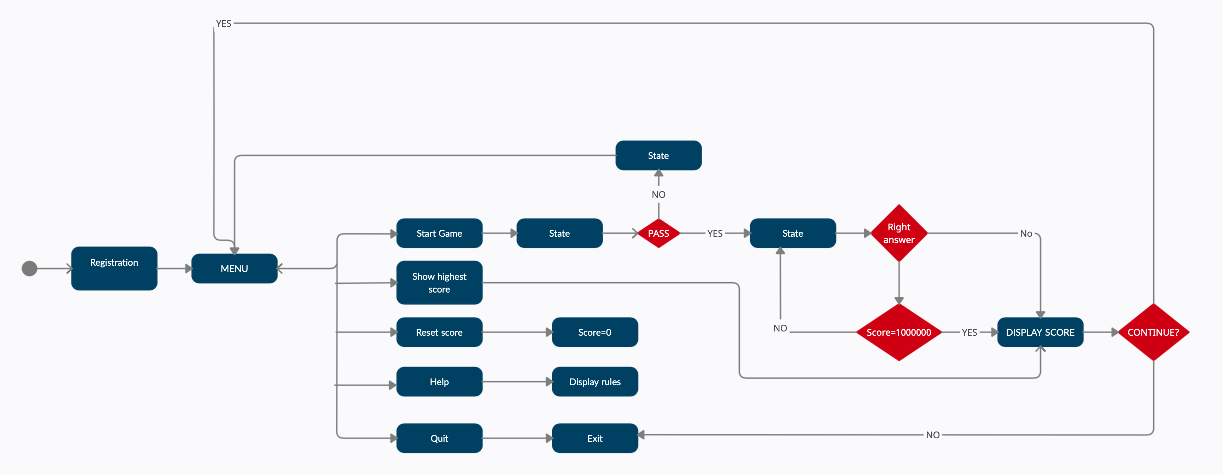 YES
State
NO
Start Game
State
PASS
YES
State
Right
answer
No
Registration
MENU
Show highest
score
Reset score
Score=0
NO
Score=1000000
YES
DISPLAY SCORE
CONTINUE?
Help
Display rules
Quit
Exit
NO